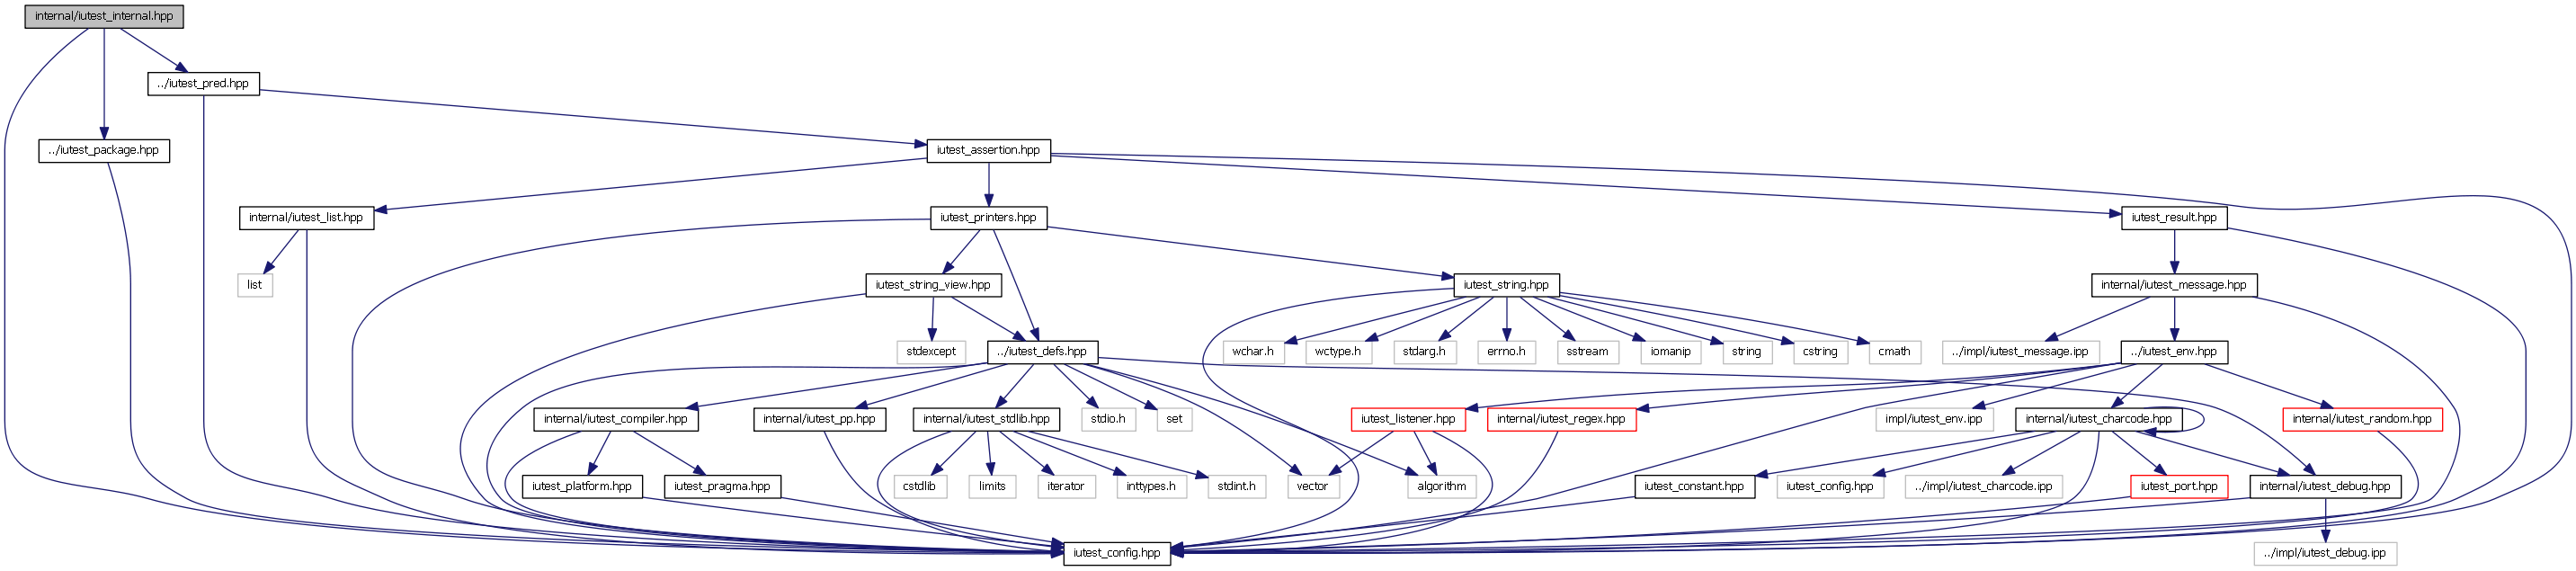 internal/iutest_internal.hpp
../iutest_pred.hpp
../iutest_package.hpp
iutest_assertion.hpp
internal/iutest_list.hpp
iutest_printers.hpp
iutest_result.hpp
list
iutest_string_view.hpp
iutest_string.hpp
internal/iutest_message.hpp
stdexcept
../iutest_defs.hpp
wchar.h
wctype.h
stdarg.h
errno.h
sstream
iomanip
string
cstring
cmath
../impl/iutest_message.ipp
../iutest_env.hpp
internal/iutest_compiler.hpp
internal/iutest_pp.hpp
internal/iutest_stdlib.hpp
stdio.h
set
iutest_listener.hpp
internal/iutest_regex.hpp
impl/iutest_env.ipp
internal/iutest_charcode.hpp
internal/iutest_random.hpp
iutest_platform.hpp
iutest_pragma.hpp
cstdlib
limits
iterator
inttypes.h
stdint.h
vector
algorithm
iutest_constant.hpp
iutest_config.hpp
../impl/iutest_charcode.ipp
iutest_port.hpp
internal/iutest_debug.hpp
iutest_config.hpp
../impl/iutest_debug.ipp